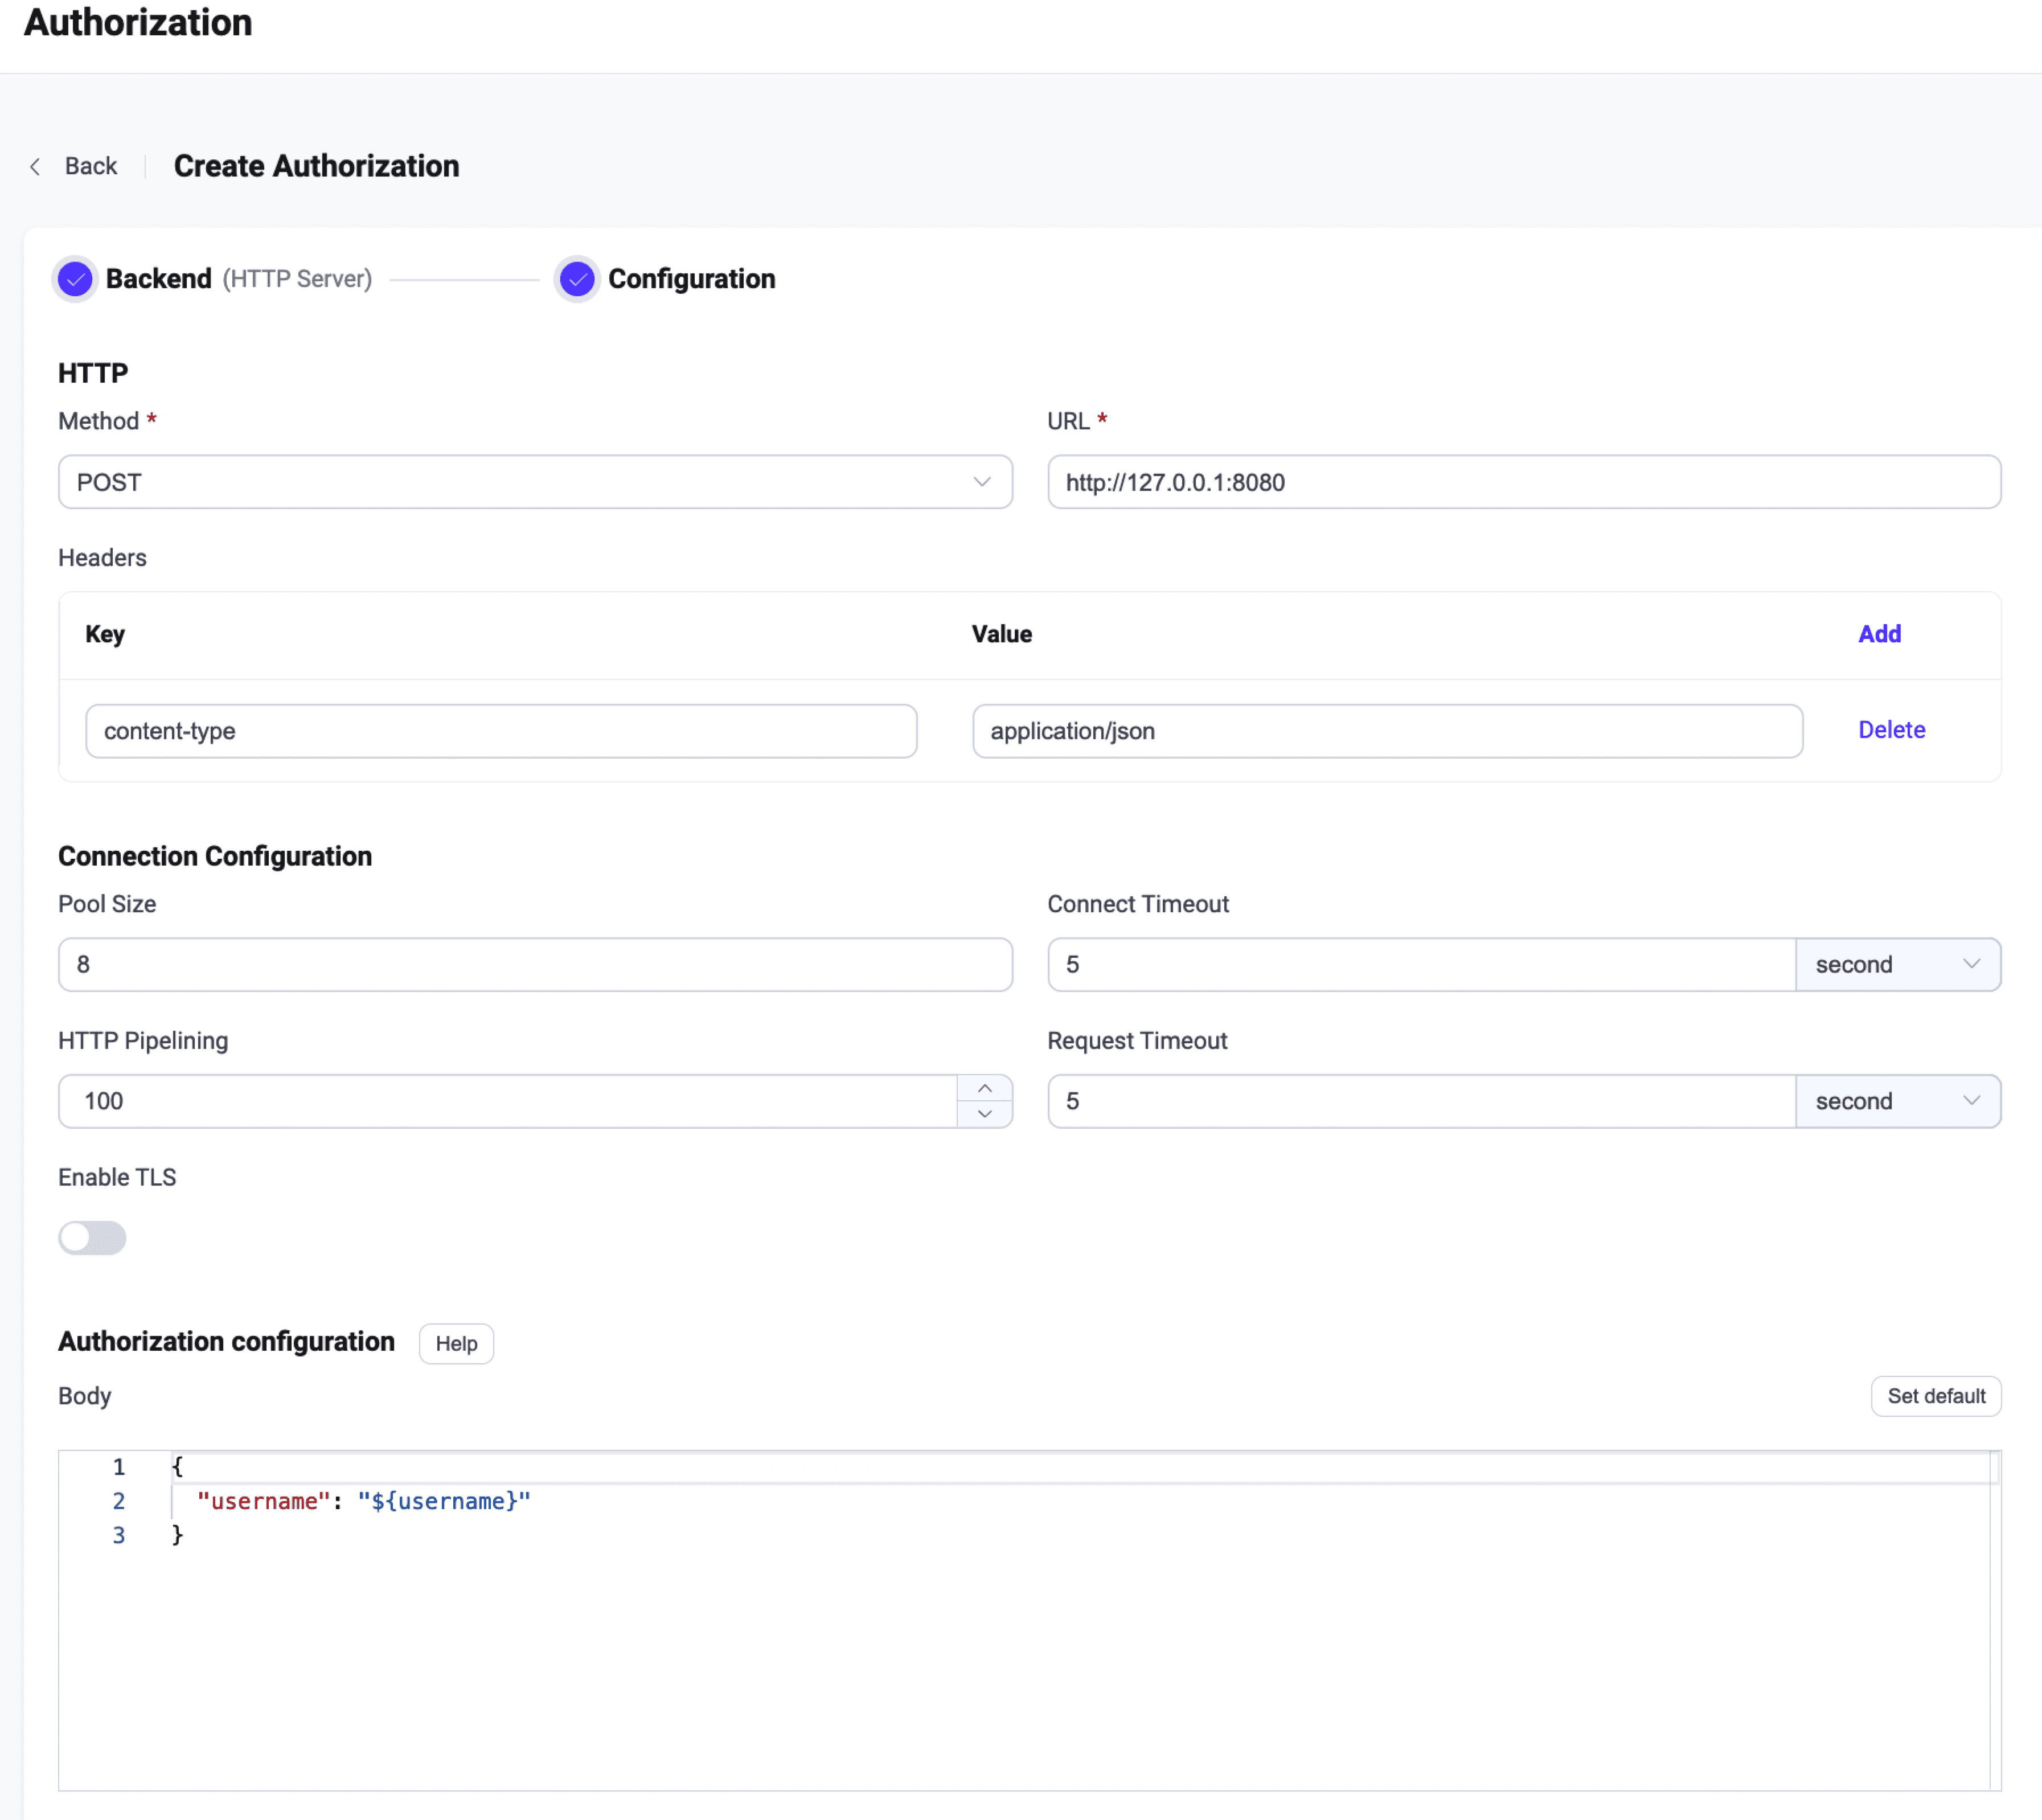 Authorization
Back
Create Authorization
Backend (HTTP Server)
Configuration
HTTP
Method *
URL *
POST
http://127.0.0.1:8080
Headers
Key
Value
Add
content-type
application/json
Delete
Connection Configuration
Pool Size
Connect Timeout
8
5
second
HTTP Pipelining
Request Timeout
100
5
second
Enable TLS
Authorization configuration
Help
Body
Set default
1 {
2 "username": "${username}"
3 }